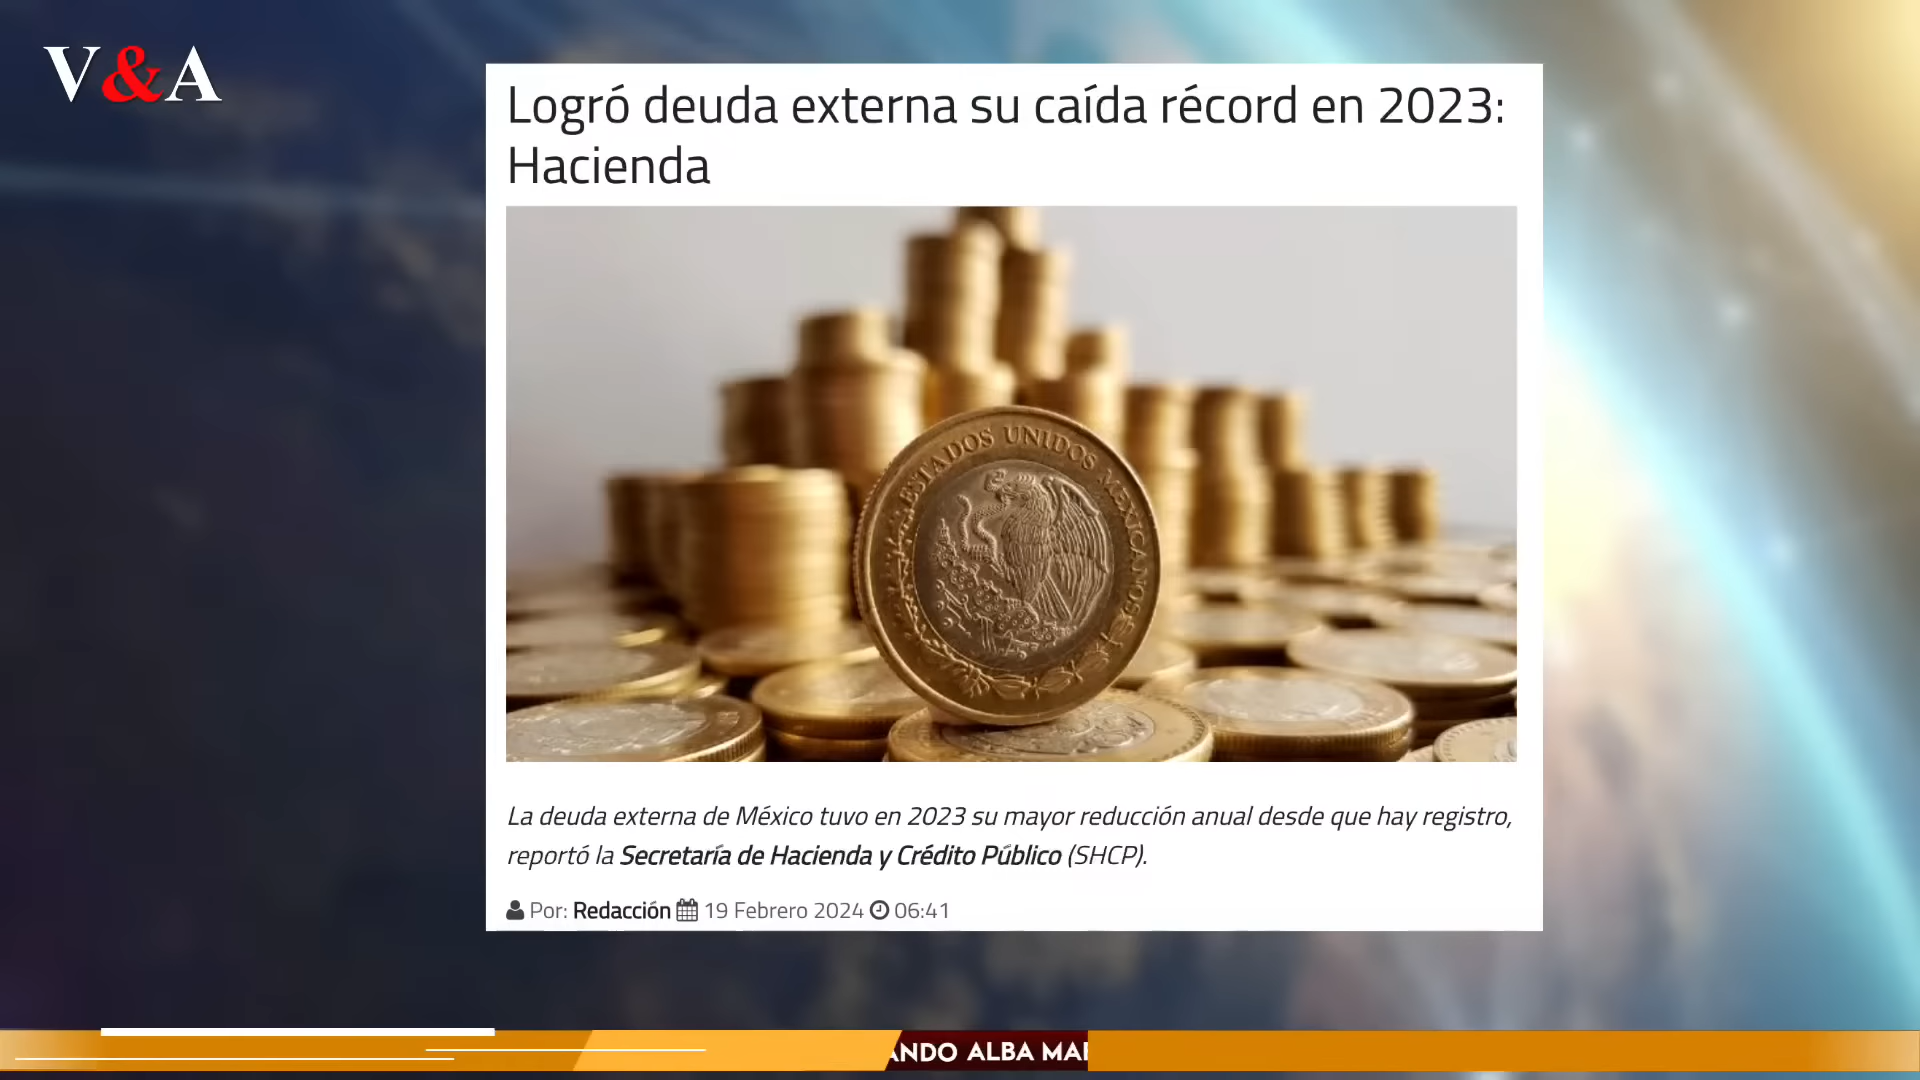 V&A
Logró deuda externa su caída récord en 2023:
Hacienda
ESTADOS UNIDOS MEXICANOS
La deuda externa de México tuvo en 2023 su mayor reducción anual desde que hay registro,
reportó la Secretaría de Hacienda y Crédito Público (SHCP).
Por: Redacción 19 Febrero 2024 06:41
ALBA